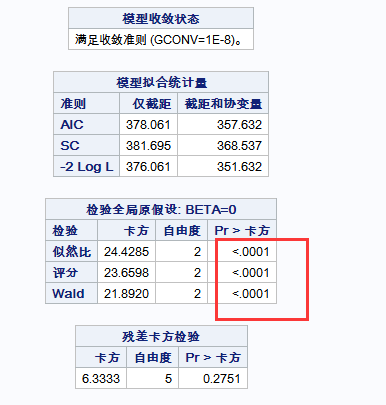 模型收敛状态
满足收敛准则 (GCONV=1E-8)。
模型拟合统计量
准则 仅截距 截距和协变量
AIC 378.061 357.632
SC 381.695 368.537
-2 Log L 376.061 351.632
检验全局原假设: BETA=0
检验 卡方 自由度 Pr > 卡方
似然比 24.4285 2 <.0001
评分 23.6598 2 <.0001
Wald 21.8920 2 <.0001
残差卡方检验
卡方 自由度 Pr > 卡方
6.3333 5 0.2751